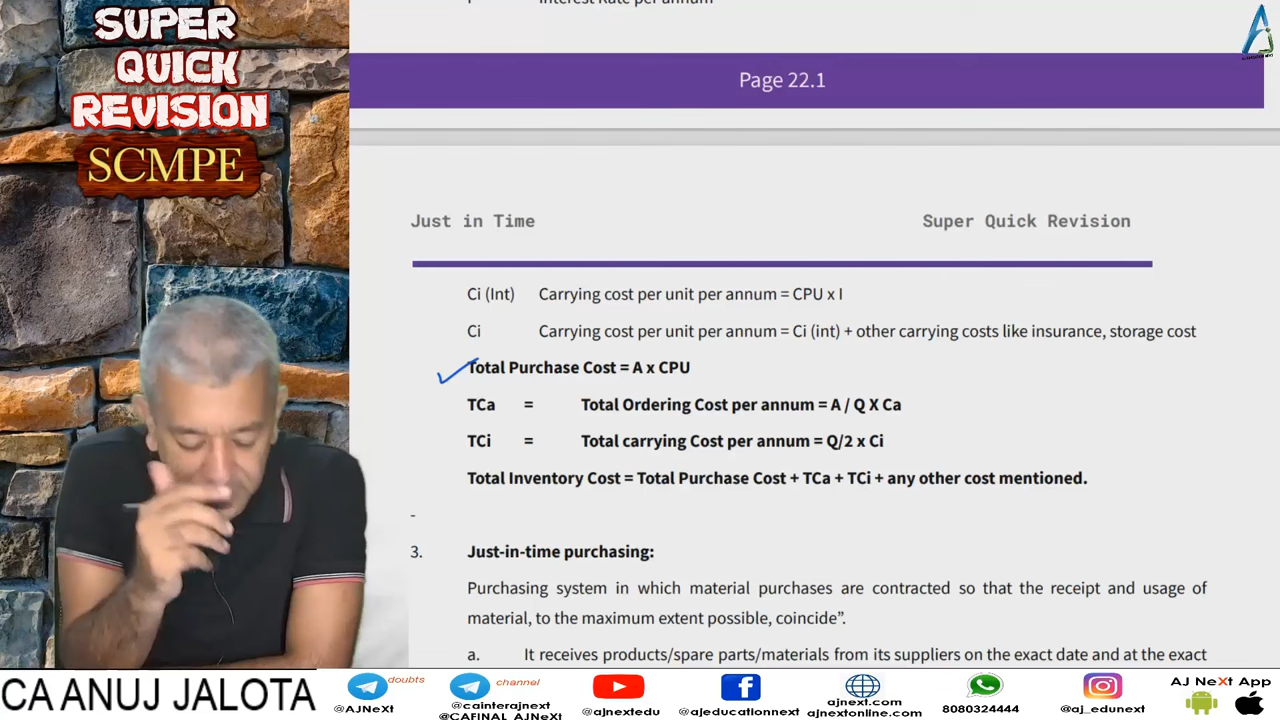 SUPER
QUICK
REVISION
SCMPE
Page 22.1
Just in Time
Super Quick Revision
Ci (Int) Carrying cost per unit per annum = CPU x I
Ci Carrying cost per unit per annum = Ci (int) + other carrying costs like insurance, storage cost
Total Purchase Cost = A x CPU
TCa = Total Ordering Cost per annum = A / Q X Ca
TCi = Total carrying Cost per annum = Q/2 x Ci
Total Inventory Cost = Total Purchase Cost + TCa + TCi + any other cost mentioned.
-
3. Just-in-time purchasing:
Purchasing system in which material purchases are contracted so that the receipt and usage of
material, to the maximum extent possible, coincide”.
a. It receives products/spare parts/materials from its suppliers on the exact date and at the exact
CA ANUJ JALOTA
doubts
@AJNeXt
channel
@cainterajnext
@CAFINAL_AJNeXt
@ajnextedu
@ajeducationnext
ajnext.com
ajnextonline.com
8080324444
@aj_edunext
AJ NeXt App